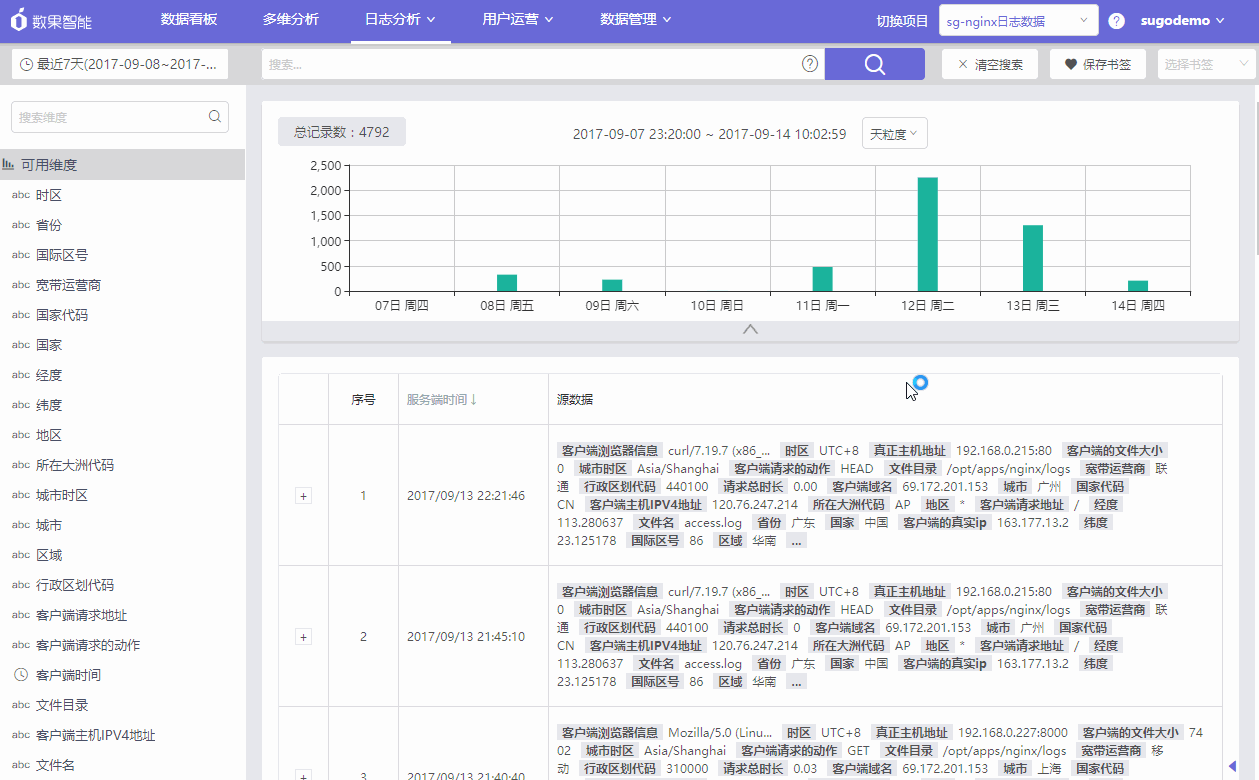 数果智能 数据看板 多维分析 日志分析 用户运营 数据管理 切换项目 sg-nginx日志数据 ? sugodemo
最近7天(2017-09-08~2017-... 搜索... ? 清空搜索 保存书签 选择书签
搜索维度
可用维度
abc 时区
abc 省份
abc 国际区号
abc 宽带运营商
abc 国家代码
abc 国家
abc 经度
abc 纬度
abc 地区
abc 所在大洲代码
abc 城市时区
abc 城市
abc 区域
abc 行政区划代码
abc 客户端请求地址
abc 客户端请求的动作
客户端时间
abc 文件目录
abc 客户端主机IPV4地址
abc 文件名
总记录数：4792 2017-09-07 23:20:00 ~ 2017-09-14 10:02:59 天粒度
2,500
2,000
1,500
1,000
500
0
07日 周四 08日 周五 09日 周六 10日 周日 11日 周一 12日 周二 13日 周三 14日 周四
序号 服务端时间↓ 源数据
+ 1 2017/09/13 22:21:46
客户端浏览器信息 curl/7.19.7 (x86_... 时区 UTC+8 真正主机地址 192.168.0.215:80 客户端的文件大小
0 城市时区 Asia/Shanghai 客户端请求的动作 HEAD 文件目录 /opt/apps/nginx/logs 宽带运营商 联
通 行政区划代码 440100 请求总时长 0.00 客户端域名 69.172.201.153 城市 广州 国家代码
CN 客户端主机IPV4地址 120.76.247.214 所在大洲代码 AP 地区 * 客户端请求地址 / 经度
113.280637 文件名 access.log 省份 广东 国家 中国 客户端的真实ip 163.177.13.2 纬度
23.125178 国际区号 86 区域 华南 ...
+ 2 2017/09/13 21:45:10
客户端浏览器信息 curl/7.19.7 (x86_... 时区 UTC+8 真正主机地址 192.168.0.215:80 客户端的文件大小
0 城市时区 Asia/Shanghai 客户端请求的动作 HEAD 文件目录 /opt/apps/nginx/logs 宽带运营商 联
通 行政区划代码 440100 请求总时长 0 客户端域名 69.172.201.153 城市 广州 国家代码
CN 客户端主机IPV4地址 120.76.247.214 所在大洲代码 AP 地区 * 客户端请求地址 / 经度
113.280637 文件名 access.log 省份 广东 国家 中国 客户端的真实ip 163.177.13.2 纬度
23.125178 国际区号 86 区域 华南 ...
+ 3 2017/09/13 21:40:40
客户端浏览器信息 Mozilla/5.0 (Linu... 时区 UTC+8 真正主机地址 192.168.0.227:8000 客户端的文件大小 74
02 城市时区 Asia/Shanghai 客户端请求的动作 GET 文件目录 /opt/apps/nginx/logs 宽带运营商 移
动 行政区划代码 310000 请求总时长 0.03 客户端域名 69.172.201.153 城市 上海 国家代码